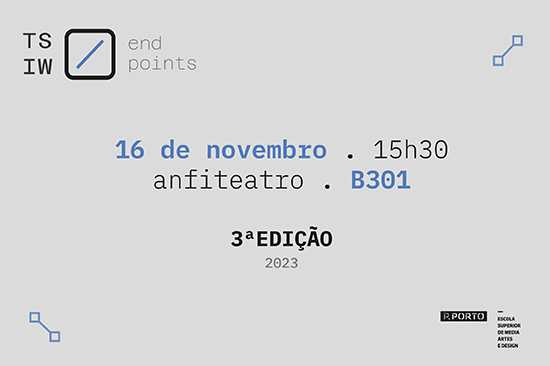 TS
IW
end
points
16 de novembro . 15h30
anfiteatro . B301
3ªEDIÇÃO
2023
P.PORTO
ESCOLA
SUPERIOR
DE MEDIA
ARTES
E DESIGN